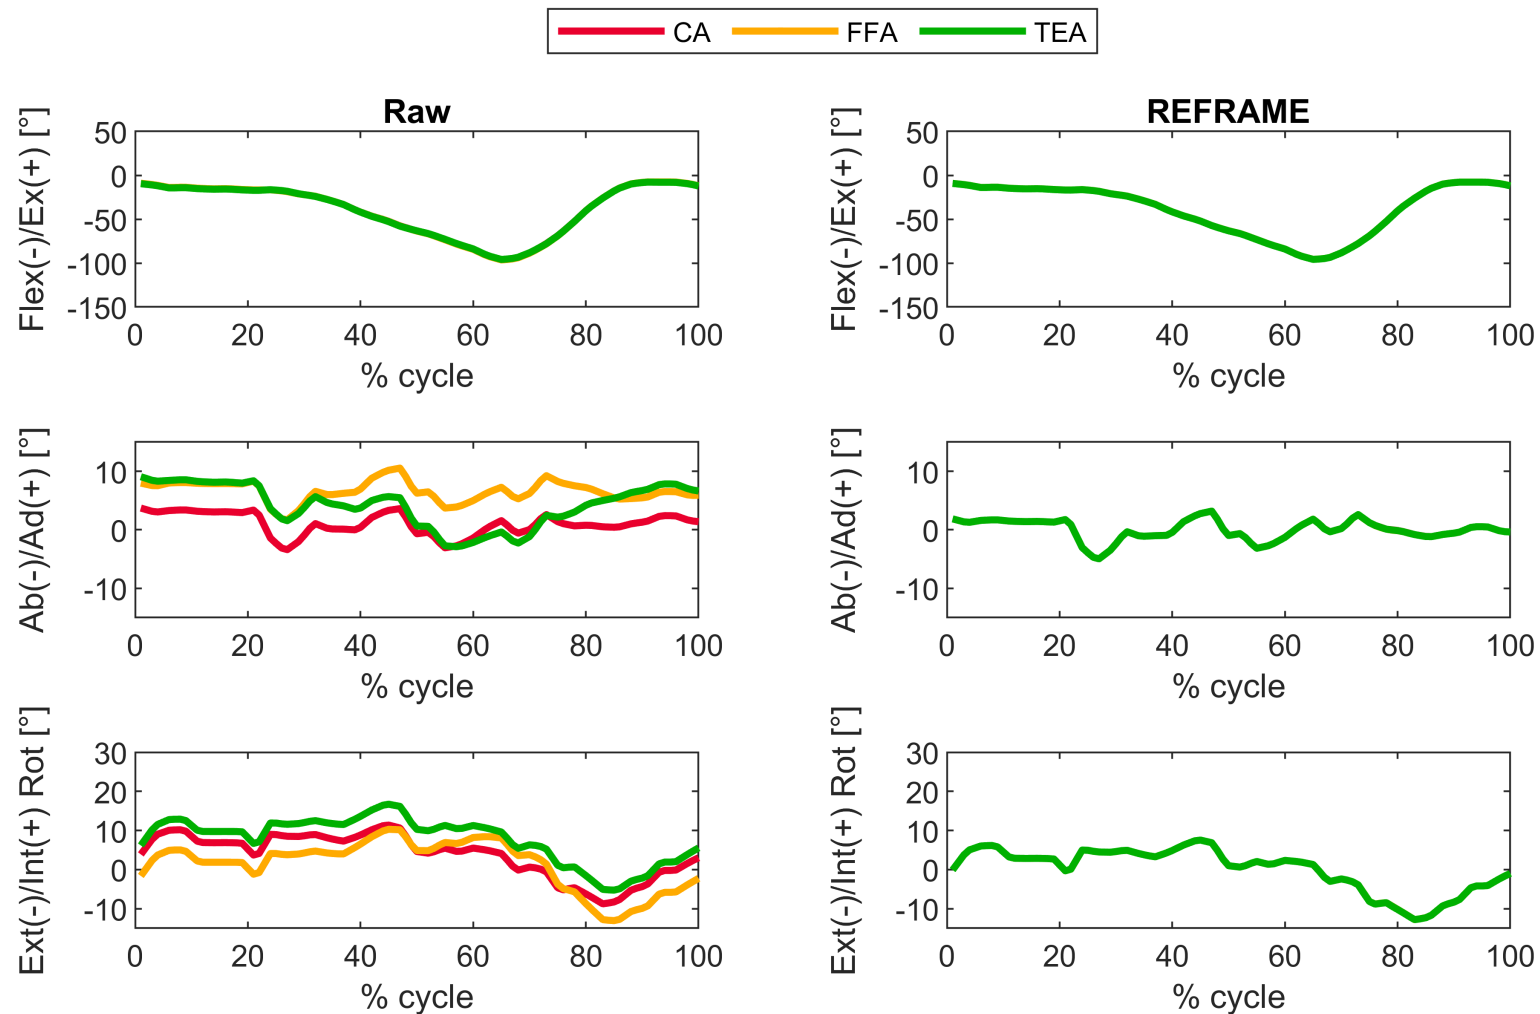 CA FFA TEA
Raw
Flex(-)/Ex(+) [°]
50
0
-50
-100
-150
0 20 40 60 80 100
% cycle
REFRAME
Flex(-)/Ex(+) [°]
50
0
-50
-100
-150
0 20 40 60 80 100
% cycle
Ab(-)/Ad(+) [°]
10
0
-10
0 20 40 60 80 100
% cycle
Ab(-)/Ad(+) [°]
10
0
-10
0 20 40 60 80 100
% cycle
Ext(-)/Int(+) Rot [°]
30
20
10
0
-10
0 20 40 60 80 100
% cycle
Ext(-)/Int(+) Rot [°]
30
20
10
0
-10
0 20 40 60 80 100
% cycle